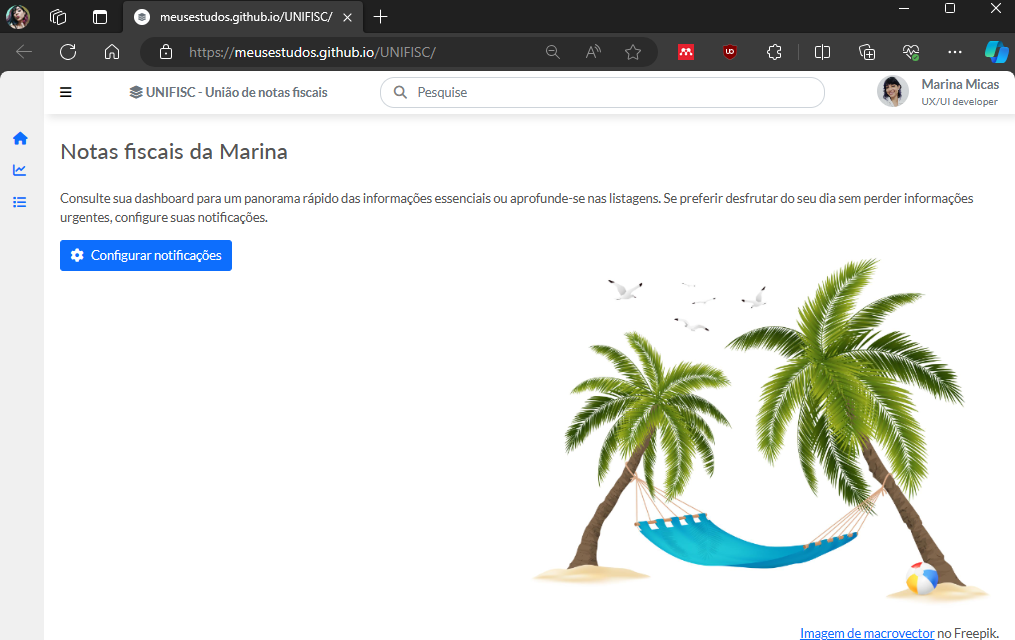 meusestudos.github.io/UNIFISC/
https://meusestudos.github.io/UNIFISC/
UNIFISC - União de notas fiscais
Pesquise
Marina Micas
UX/UI developer
Notas fiscais da Marina
Consulte sua dashboard para um panorama rápido das informações essenciais ou aprofunde-se nas listagens. Se preferir desfrutar do seu dia sem perder informações
urgentes, configure suas notificações.
Configurar notificações
Imagem de macrovector no Freepik.